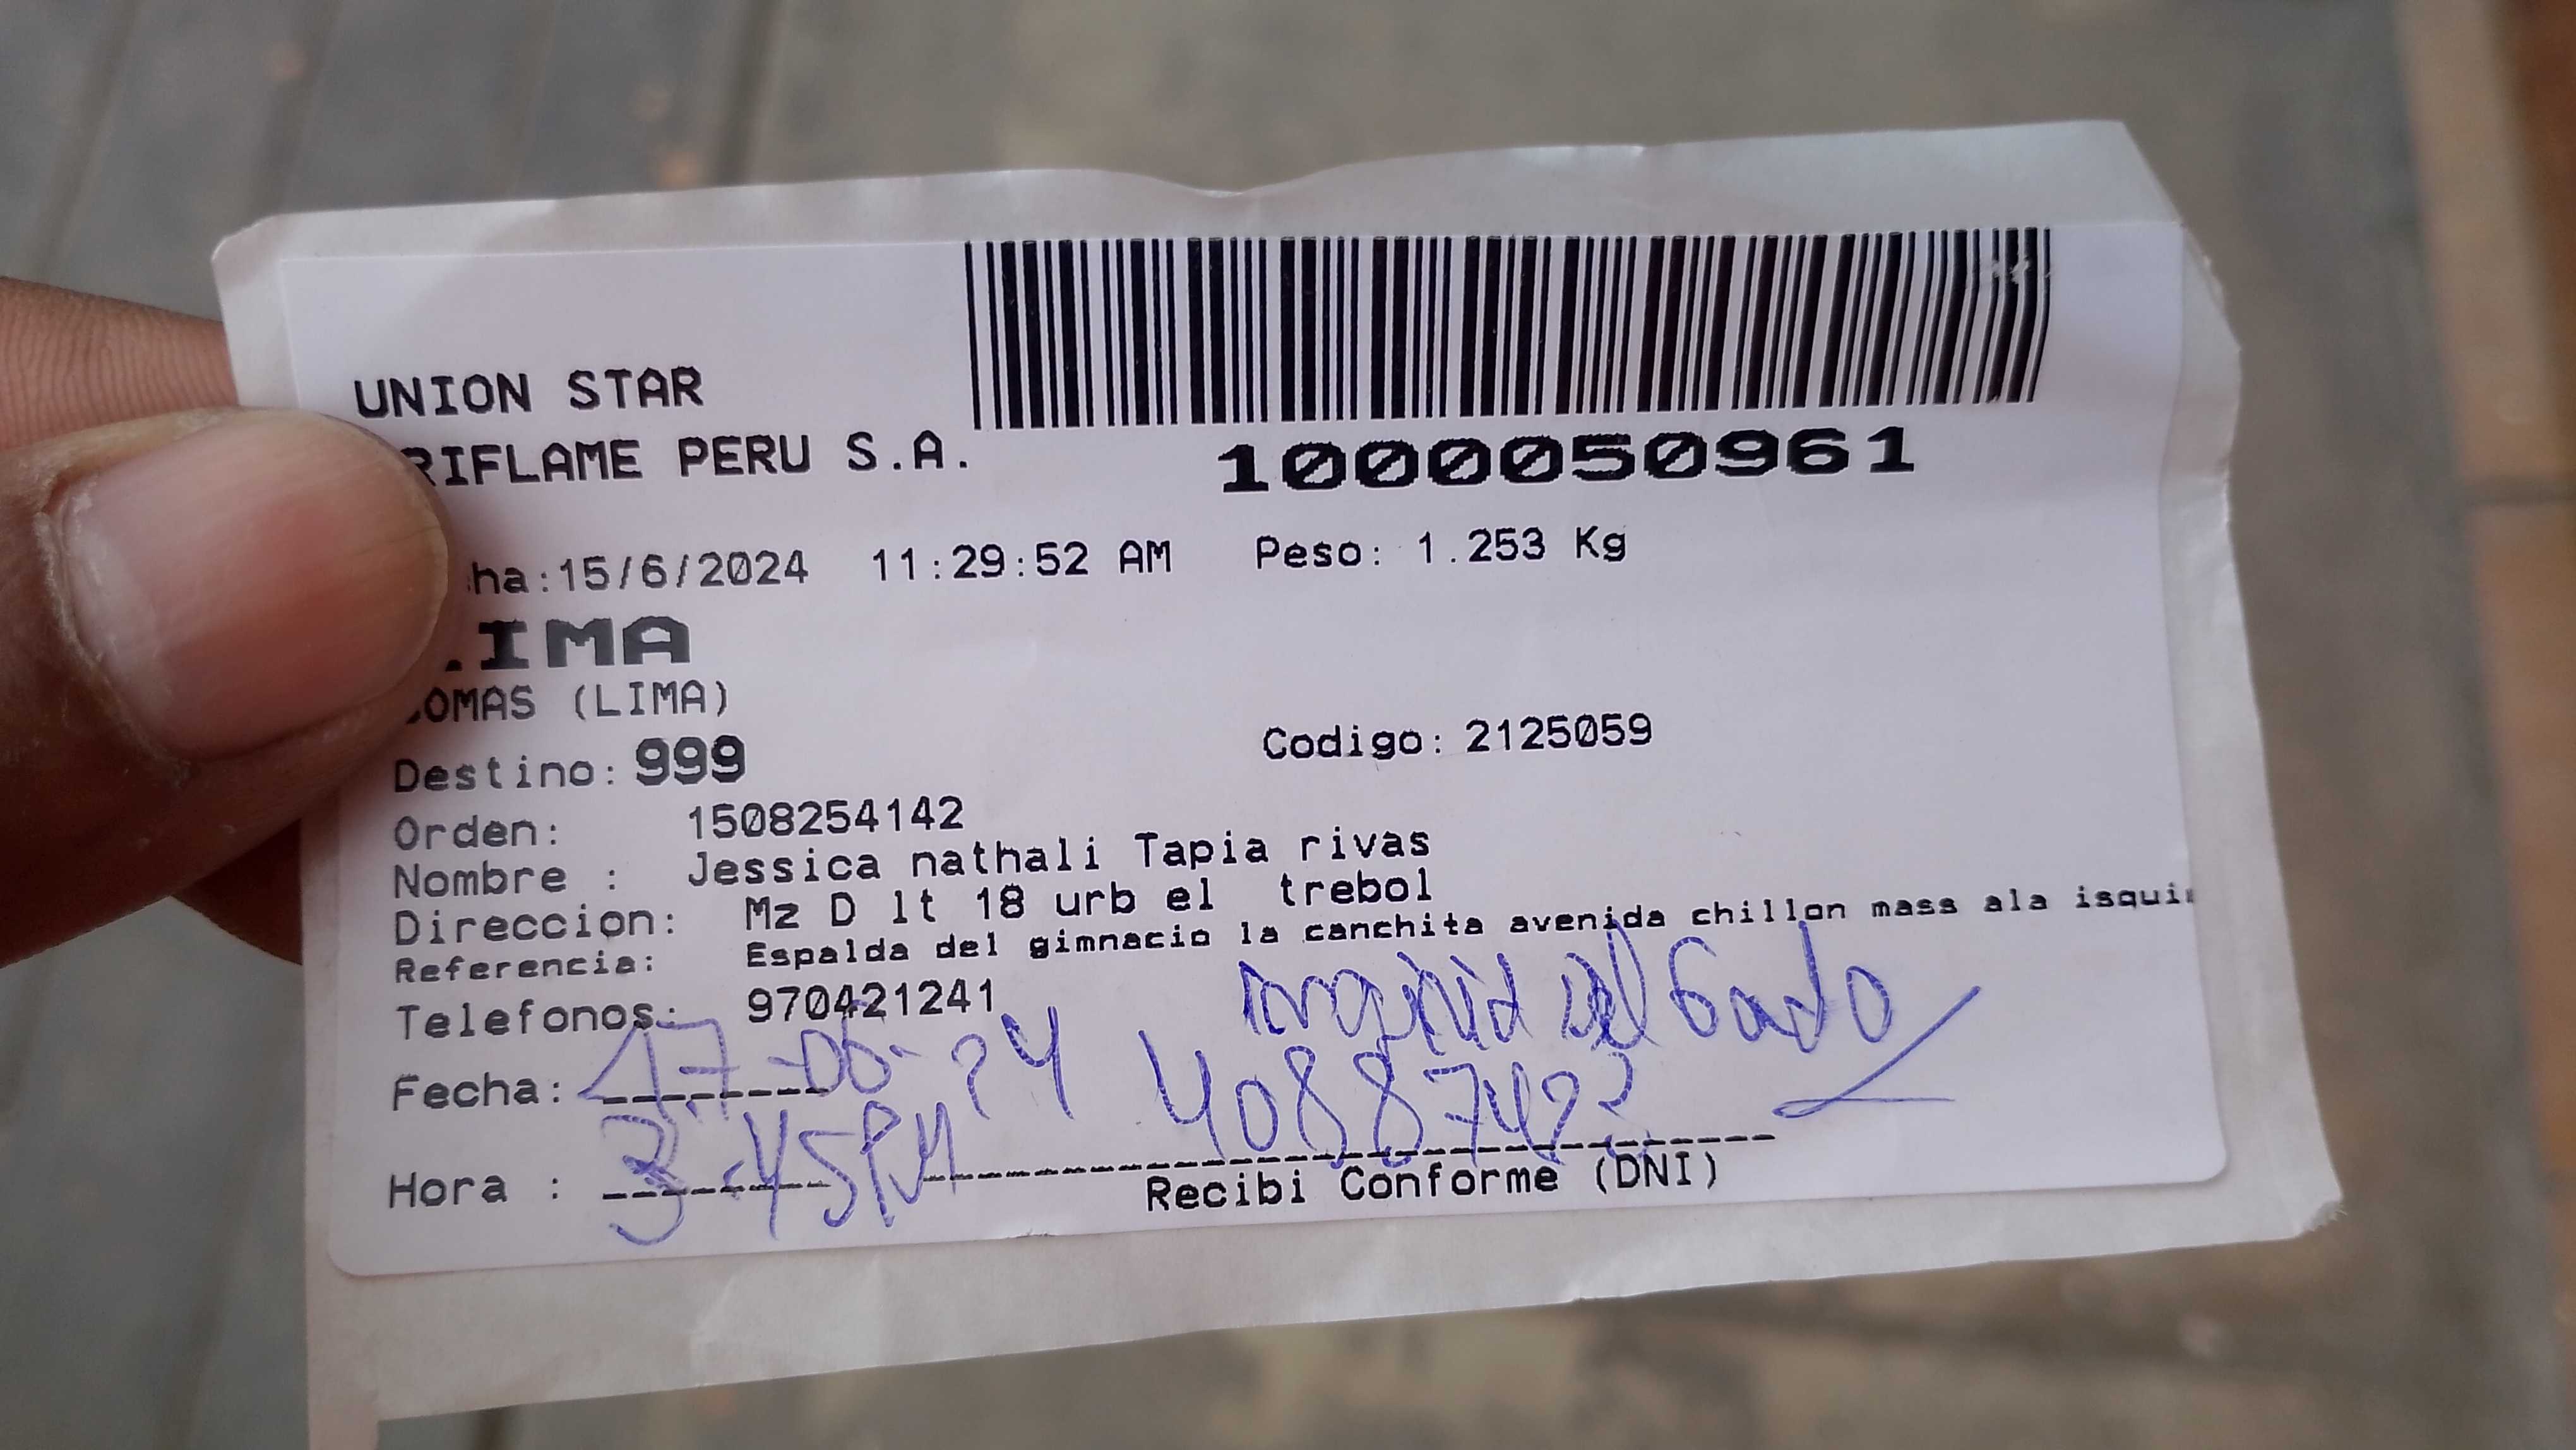 UNION STAR
RIFLAME PERU S.A.
1000050961
ha:15/6/2024 11:29:52 AM Peso: 1.253 Kg
IMA
OMAS (LIMA)
Destino: 999 Codigo: 2125059
Orden: 1508254142
Nombre : Jessica nathali Tapia rivas
Direccion: Mz D lt 18 urb el trebol
Referencia: Espalda del gimnacio la canchita avenida chillon mass ala isqui
Telefonos: 970421241
Fecha: 17-06-24
Hora : 3:45PM
Recibi Conforme (DNI)